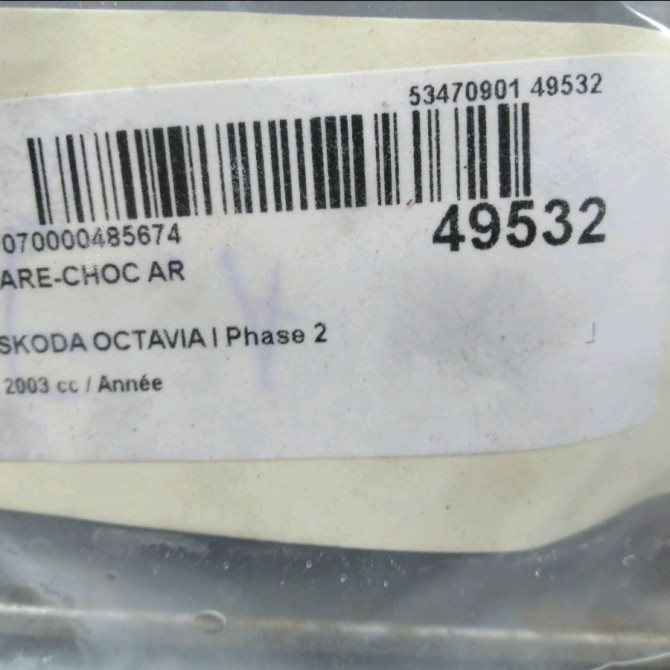 53470901 49532
070000485674
49532
ARE-CHOC AR
SKODA OCTAVIA I Phase 2
2003 cc / Année